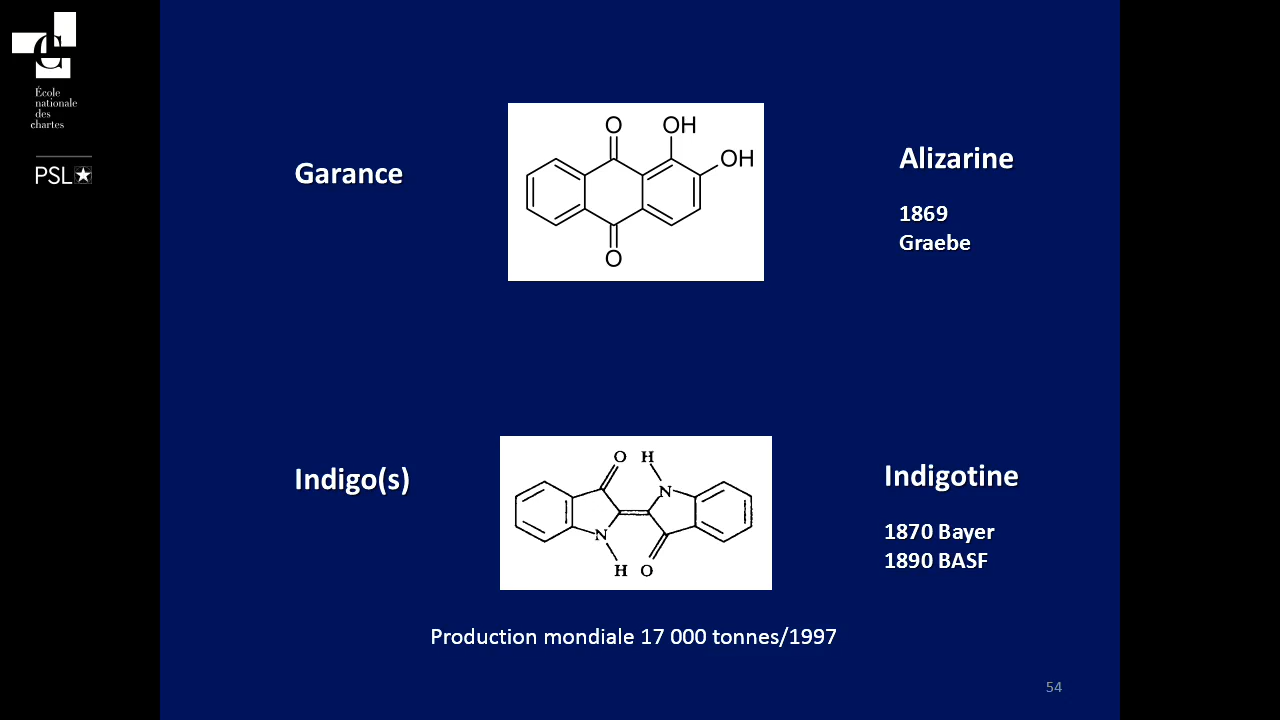 École
nationale
des
chartes
PSL
Garance
O
OH
OH
O
Alizarine
1869
Graebe
Indigo(s)
O H
N
N
H O
Indigotine
1870 Bayer
1890 BASF
Production mondiale 17 000 tonnes/1997
54